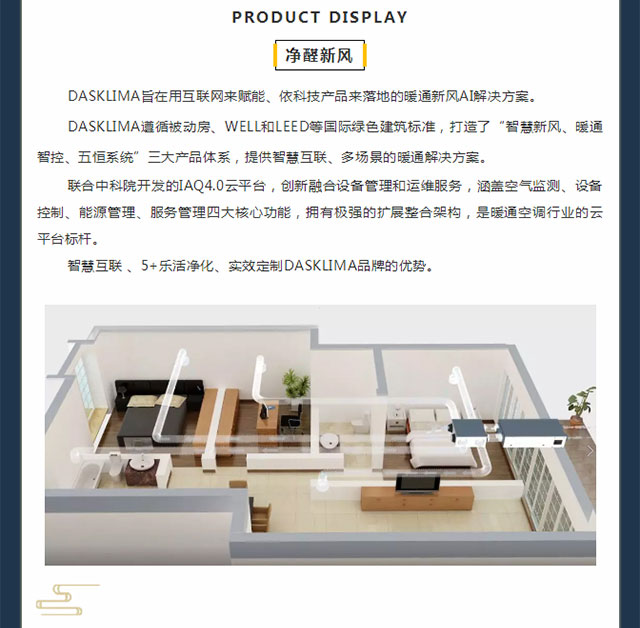 PRODUCT DISPLAY
净醛新风
DASKLIMA旨在用互联网来赋能、依科技产品来落地的暖通新风AI解决方案。
DASKLIMA遵循被动房、WELL和LEED等国际绿色建筑标准，打造了“智慧新风、暖通
智控、五恒系统”三大产品体系，提供智慧互联、多场景的暖通解决方案。
联合中科院开发的IAQ4.0云平台，创新融合设备管理和运维服务，涵盖空气监测、设备
控制、能源管理、服务管理四大核心功能，拥有极强的扩展整合架构，是暖通空调行业的云
平台标杆。
智慧互联 、5+乐活净化、实效定制DASKLIMA品牌的优势。